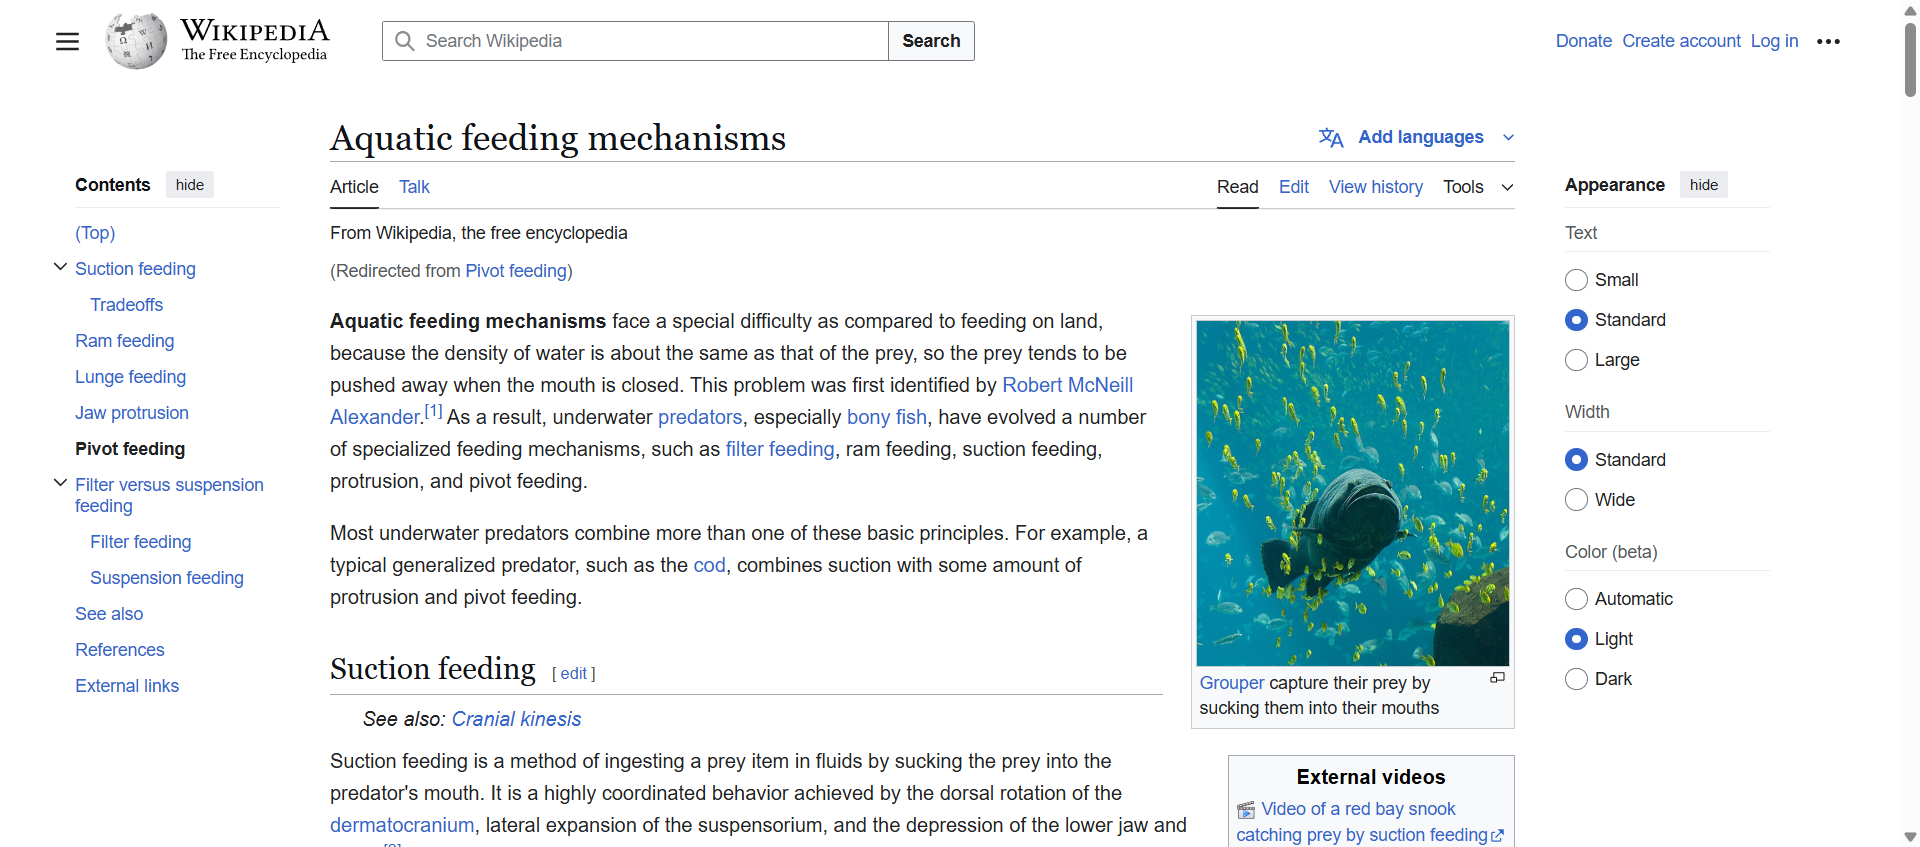 WIKIPEDIA
The Free Encyclopedia
Search Wikipedia
Search
Donate
Create account
Log in
Aquatic feeding mechanisms
Add languages
Contents
hide
(Top)
Suction feeding
Tradeoffs
Ram feeding
Lunge feeding
Jaw protrusion
Pivot feeding
Filter versus suspension
feeding
Filter feeding
Suspension feeding
See also
References
External links
Article
Talk
Read
Edit
View history
Tools
From Wikipedia, the free encyclopedia
(Redirected from Pivot feeding)
Aquatic feeding mechanisms face a special difficulty as compared to feeding on land,
because the density of water is about the same as that of the prey, so the prey tends to be
pushed away when the mouth is closed. This problem was first identified by Robert McNeill
Alexander.[1] As a result, underwater predators, especially bony fish, have evolved a number
of specialized feeding mechanisms, such as filter feeding, ram feeding, suction feeding,
protrusion, and pivot feeding.
Most underwater predators combine more than one of these basic principles. For example, a
typical generalized predator, such as the cod, combines suction with some amount of
protrusion and pivot feeding.
Grouper capture their prey by
sucking them into their mouths
Suction feeding [ edit ]
See also: Cranial kinesis
Suction feeding is a method of ingesting a prey item in fluids by sucking the prey into the
predator's mouth. It is a highly coordinated behavior achieved by the dorsal rotation of the
dermatocranium, lateral expansion of the suspensorium, and the depression of the lower jaw and
External videos
Video of a red bay snook
catching prey by suction feeding
Appearance
hide
Text
Small
Standard
Large
Width
Standard
Wide
Color (beta)
Automatic
Light
Dark